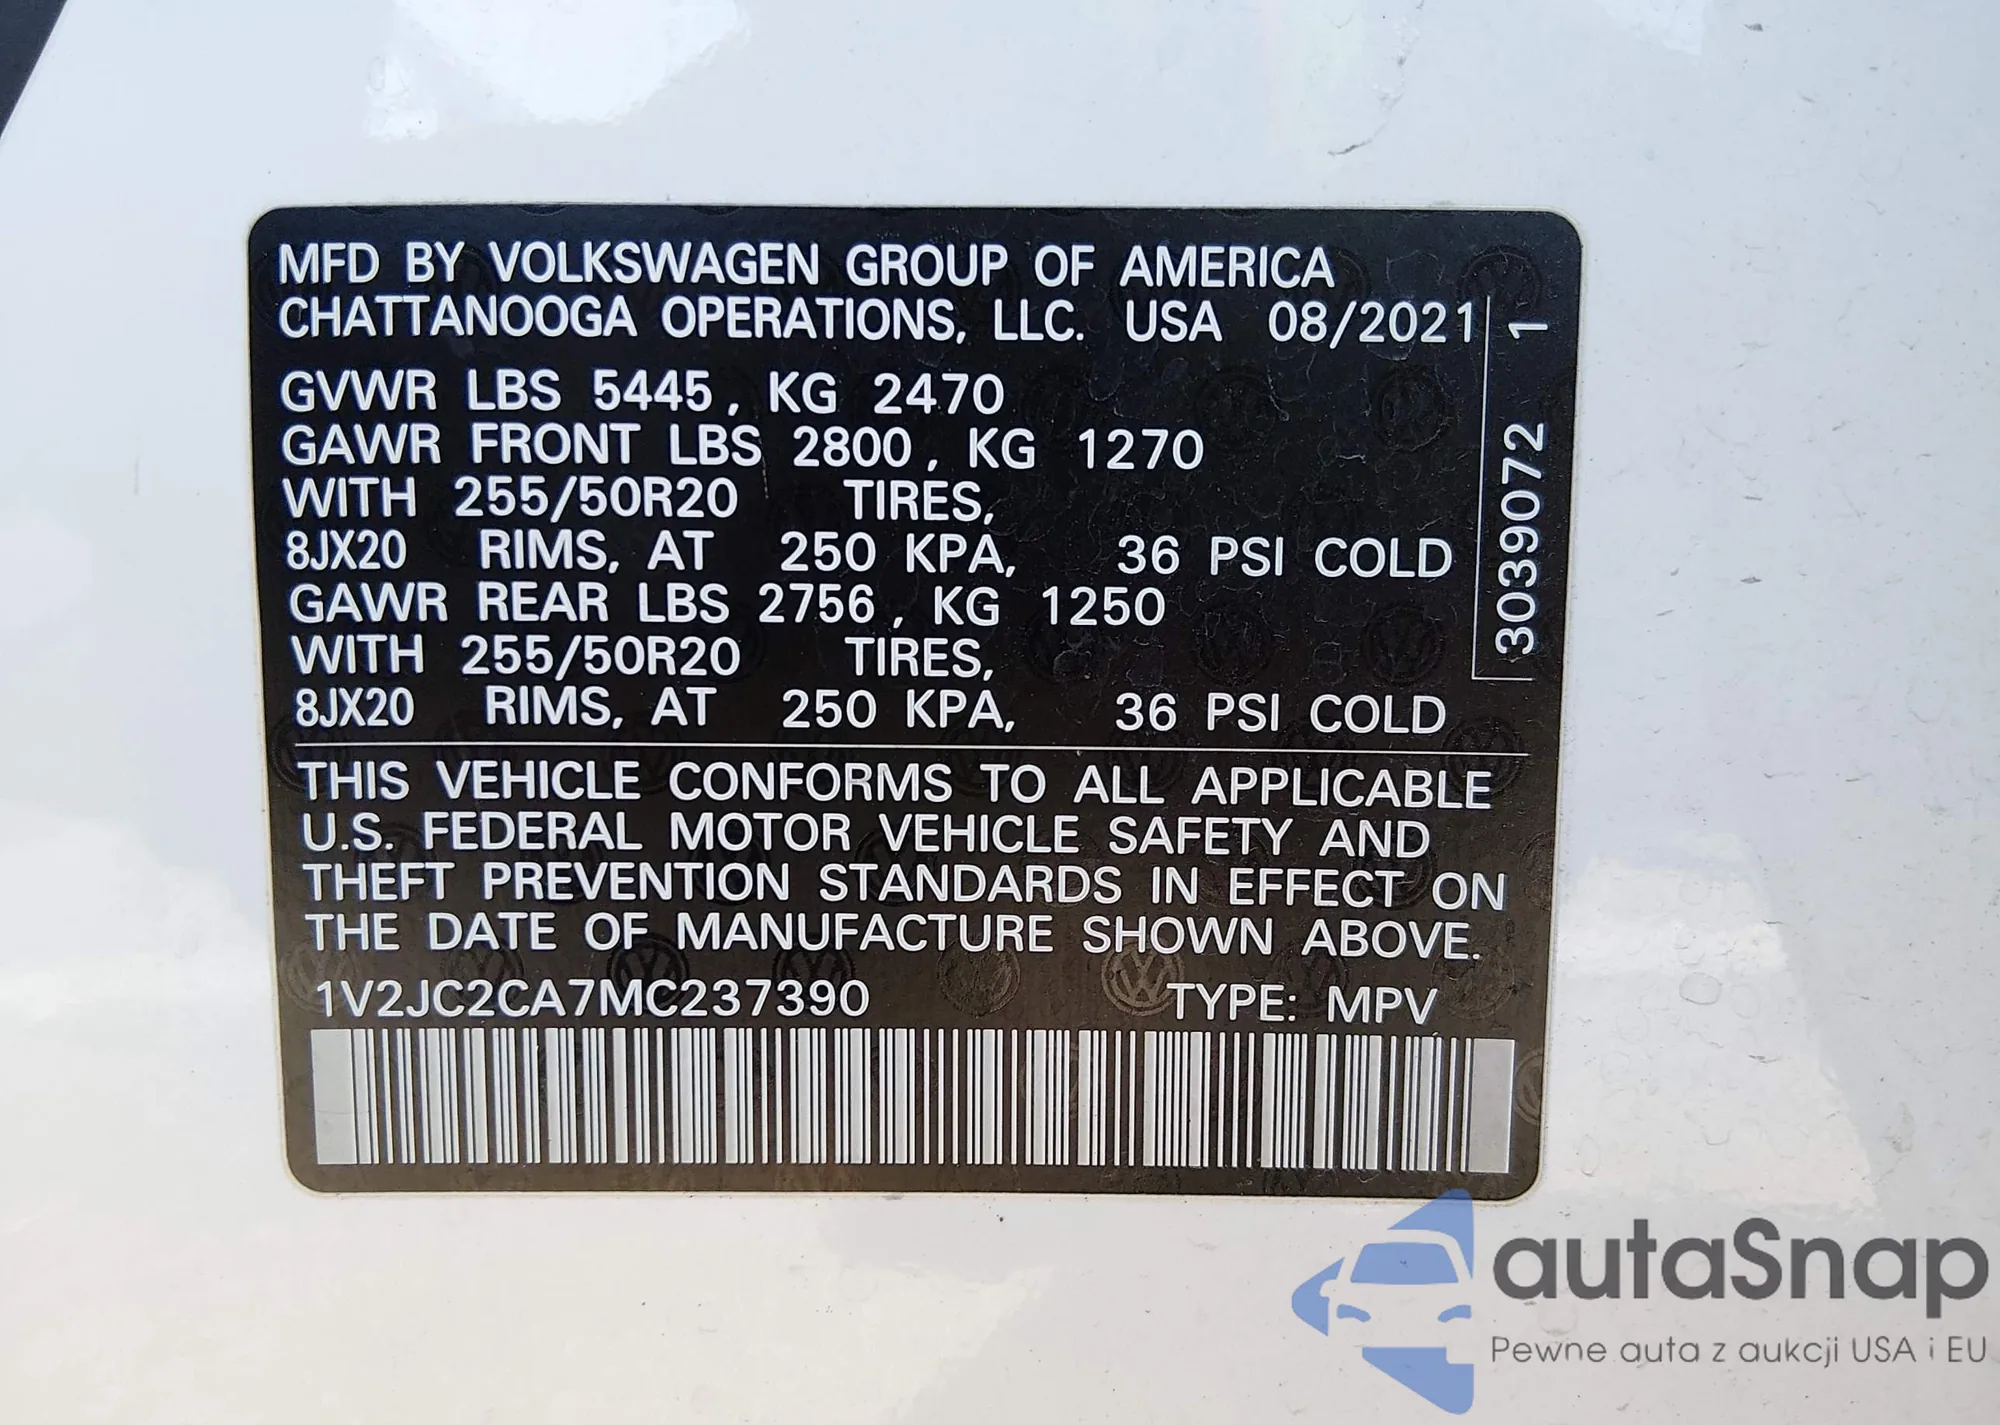 MFD BY VOLKSWAGEN GROUP OF AMERICA
CHATTANOOGA OPERATIONS, LLC. USA 08/2021
GVWR LBS 5445, KG 2470
GAWR FRONT LBS 2800, KG 1270
WITH 255/50R20 TIRES,
8JX20 RIMS, AT 250 KPA, 36 PSI COLD
GAWR REAR LBS 2756, KG 1250
WITH 255/50R20 TIRES,
8JX20 RIMS, AT 250 KPA, 36 PSI COLD
3039072 1
THIS VEHICLE CONFORMS TO ALL APPLICABLE
U.S. FEDERAL MOTOR VEHICLE SAFETY AND
THEFT PREVENTION STANDARDS IN EFFECT ON
THE DATE OF MANUFACTURE SHOWN ABOVE.
1V2JC2CA7MC237390 TYPE: MPV
autaSnap
Pewne auta z aukcji USA i EU